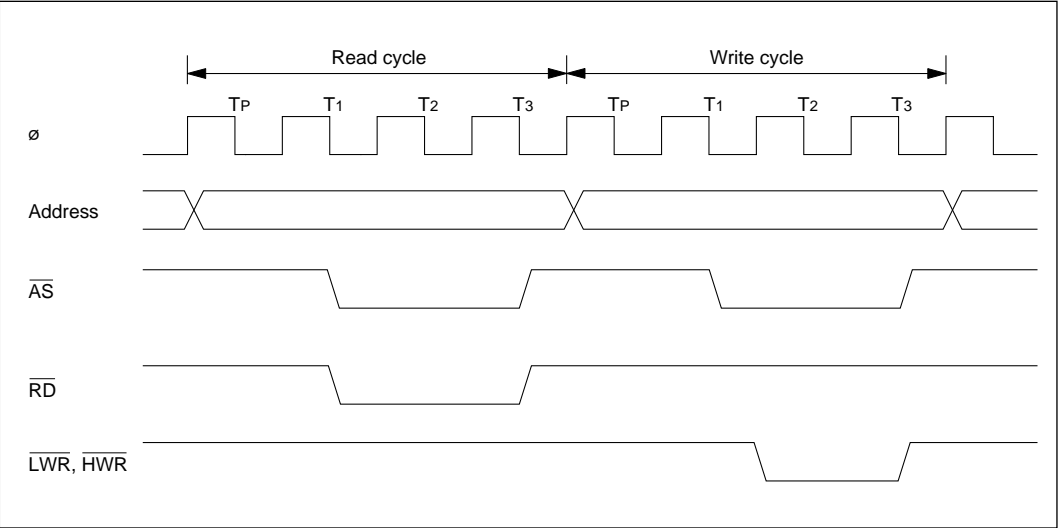 Read cycle Write cycle
TP T1 T2 T3 TP T1 T2 T3
ø
Address
AS
RD
LWR, HWR